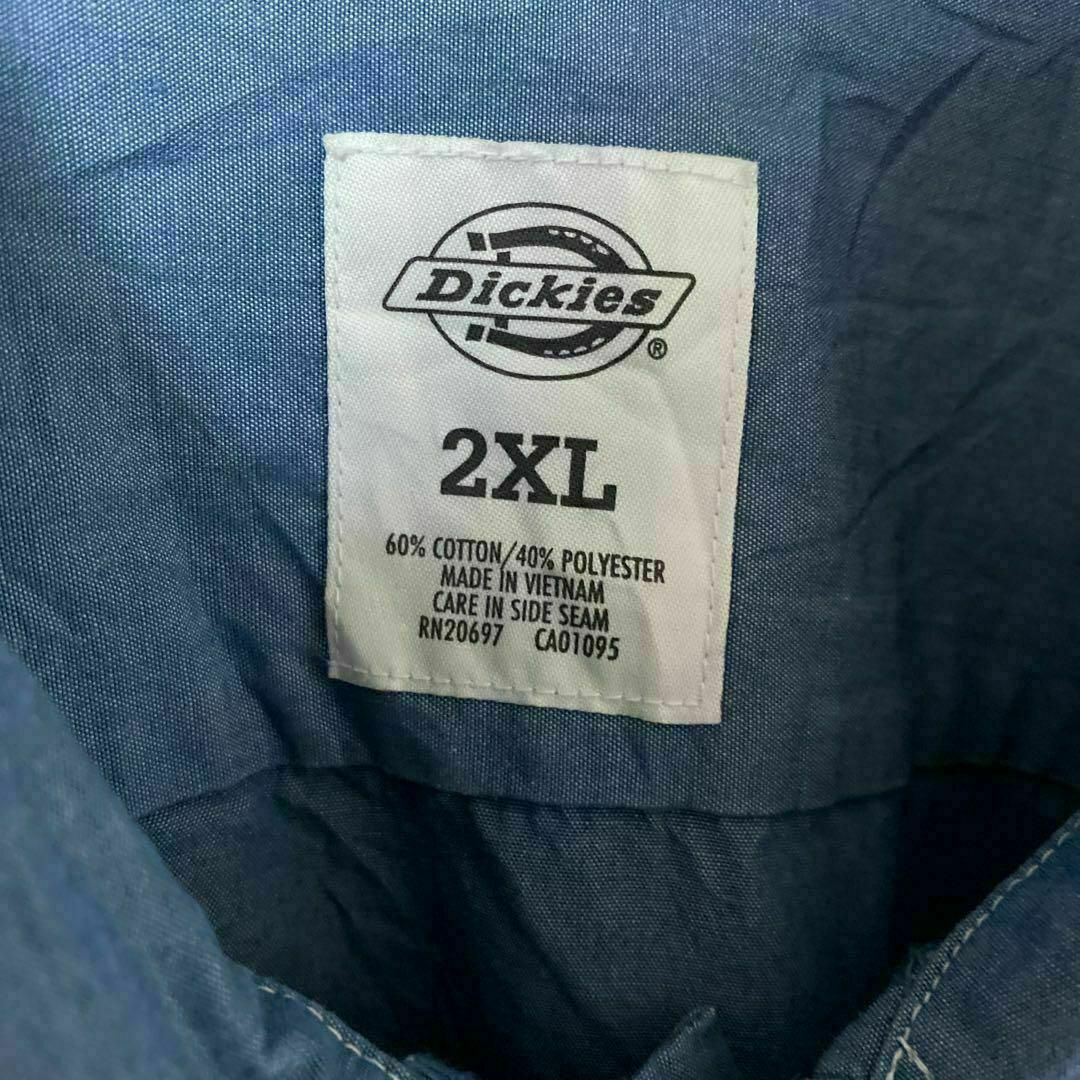 Dickies
®
2XL
60% COTTON/40% POLYESTER
MADE IN VIETNAM
CARE IN SIDE SEAM
RN20697 CA01095